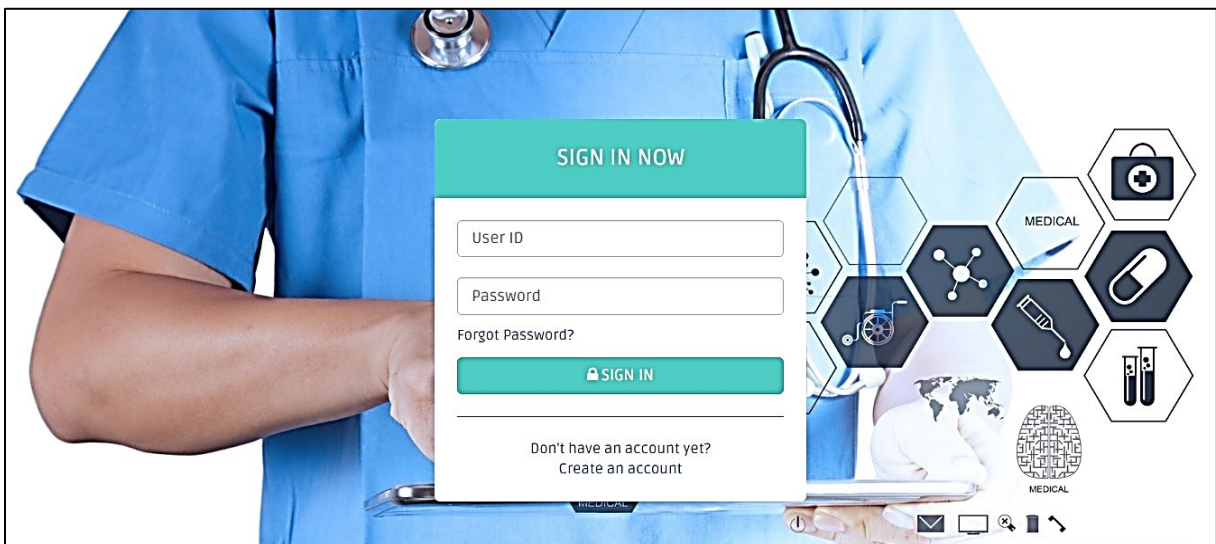 SIGN IN NOW
User ID
Password
Forgot Password?
SIGN IN
Don't have an account yet?
Create an account
MEDICAL
MEDICAL
MEDICAL